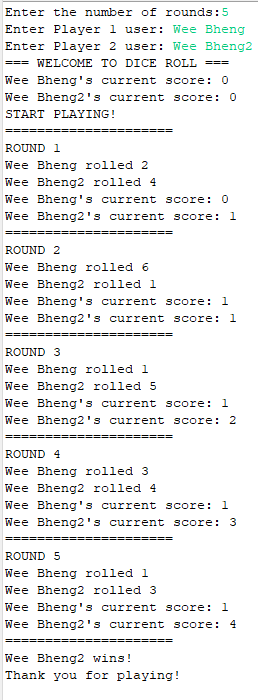 Enter the number of rounds:5
Enter Player 1 user: Wee Bheng
Enter Player 2 user: Wee Bheng2
=== WELCOME TO DICE ROLL ===
Wee Bheng's current score: 0
Wee Bheng2's current score: 0
START PLAYING!
=====================
ROUND 1
Wee Bheng rolled 2
Wee Bheng2 rolled 4
Wee Bheng's current score: 0
Wee Bheng2's current score: 1
=====================
ROUND 2
Wee Bheng rolled 6
Wee Bheng2 rolled 1
Wee Bheng's current score: 1
Wee Bheng2's current score: 1
=====================
ROUND 3
Wee Bheng rolled 1
Wee Bheng2 rolled 5
Wee Bheng's current score: 1
Wee Bheng2's current score: 2
=====================
ROUND 4
Wee Bheng rolled 3
Wee Bheng2 rolled 4
Wee Bheng's current score: 1
Wee Bheng2's current score: 3
=====================
ROUND 5
Wee Bheng rolled 1
Wee Bheng2 rolled 3
Wee Bheng's current score: 1
Wee Bheng2's current score: 4
=====================
Wee Bheng2 wins!
Thank you for playing!